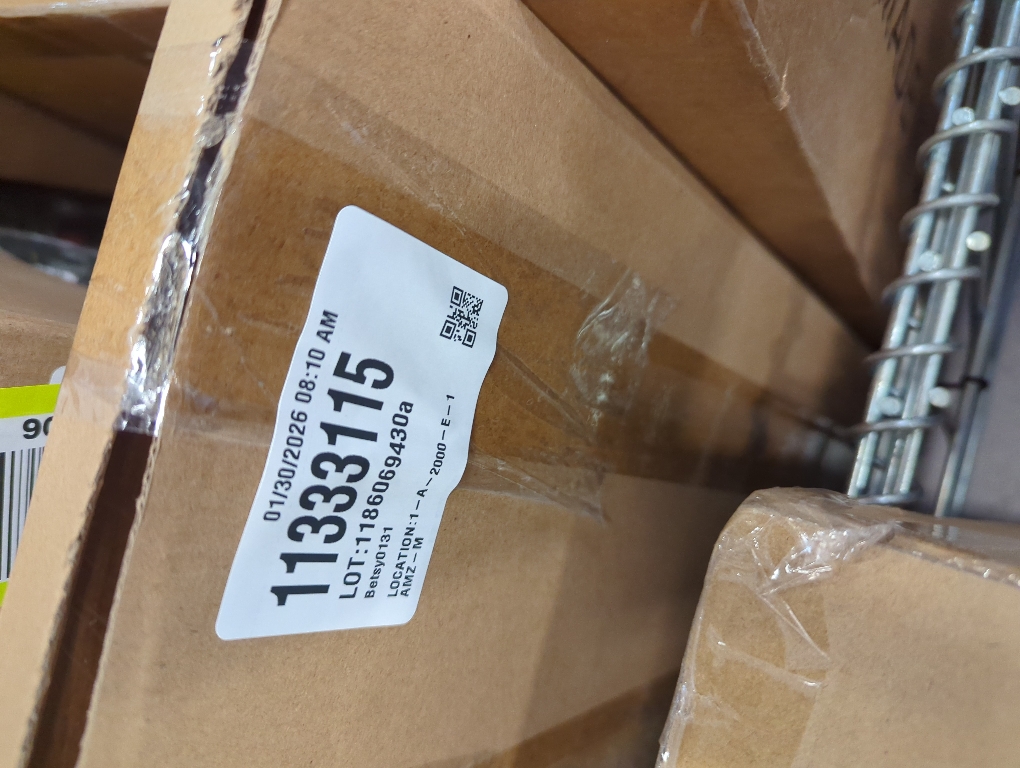 01/30/2026 08:10 AM
11333115
LOT:1186069430a
Betsy0131
LOCATION:1-A-2000-E-1
AMZ-M